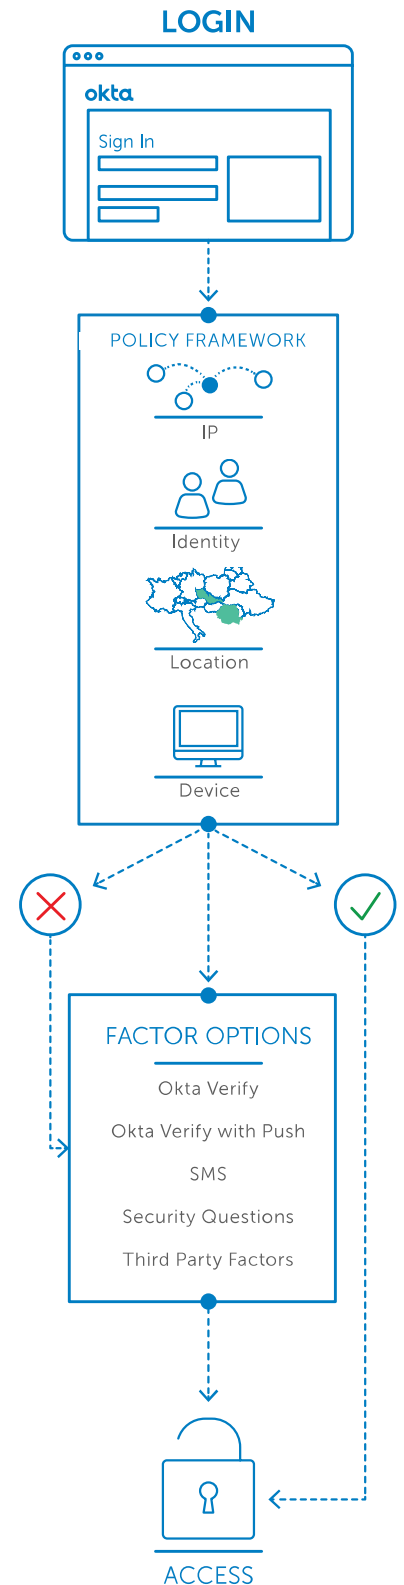 LOGIN
okta
Sign In
POLICY FRAMEWORK
IP
Identity
Location
Device
FACTOR OPTIONS
Okta Verify
Okta Verify with Push
SMS
Security Questions
Third Party Factors
ACCESS